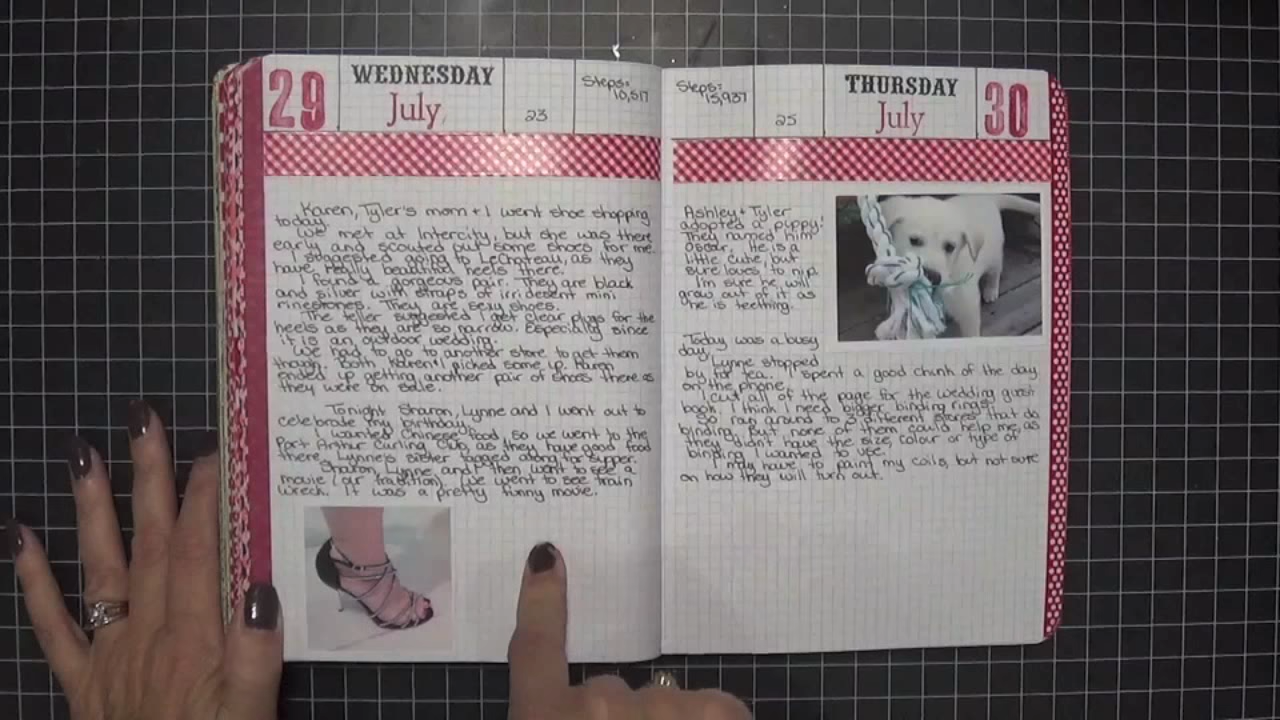 29
WEDNESDAY
July
23
Steps:
10,517
Karen, Tyler's mom + I went shoe shopping
today.
We met at Intercity, but she was there
early and scouted out some shoes for me.
I suggested going to LeChateau, as they
have really beautiful heels there.
I found a gorgeous pair. They are black
and silver with straps of irridesent mini
rinestones. They are sexy shoes.
The teller suggested I get clear plugs for the
heels as they are so narrow. Especially since
it is an outdoor wedding.
We had to go to another store to get them
though. Both Karen + I picked some up. Karen
ended up getting another pair of shoes there as
they were on sale.
Tonight Sharon, Lynne and I went out to
celebrate my birthday.
I wanted Chinese food, so we went to the
Port Arthur Curling Club, as they have good food
there. Lynne's sister tagged along for supper.
Sharon, Lynne and I then went to see a
movie (our tradition). We went to see train
wreck. It was a pretty funny movie.
Steps:
15,937
25
THURSDAY
July
30
Ashley + Tyler
adopted a puppy!
They named him
Oscar. He is a
little cutie, but
sure loves to nip.
I'm sure he will
grow out of it as
he is teething.
Today was a busy
day.
Lynne stopped
by for tea. I spent a good chunk of the day
on the phone.
I cut all of the page for the wedding guest
book. I think I need bigger binding rings!
So ran around to 3 different stores that do
binding, but none of them could help me, as
they didn't have the size, colour or type of
binding I wanted to use.
I may have to paint my coils, but not sure
on how they will turn out.